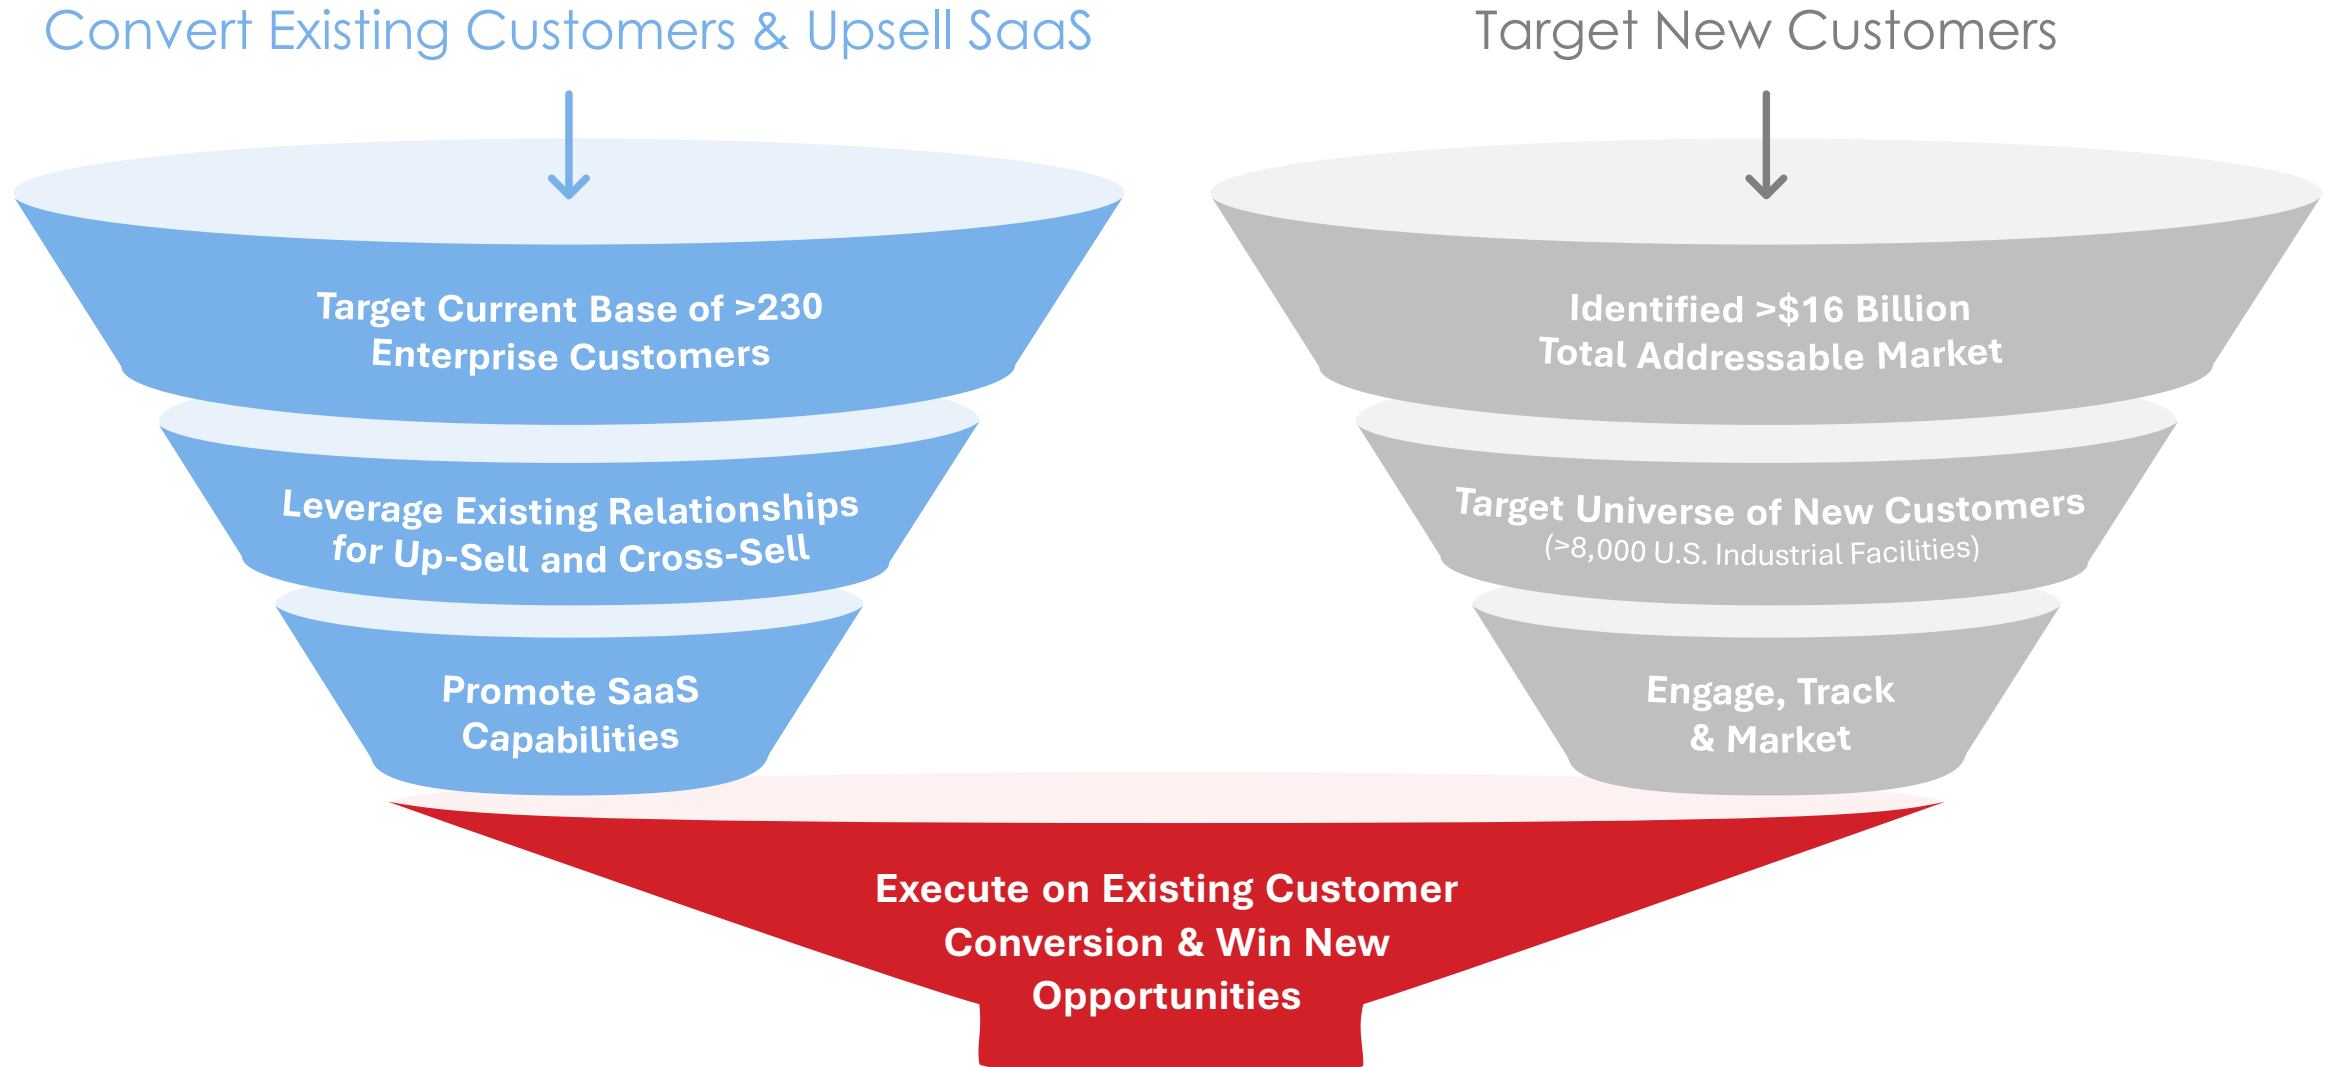 Convert Existing Customers & Upsell SaaS
Target Current Base of >230
Enterprise Customers
Leverage Existing Relationships
for Up-Sell and Cross-Sell
Promote SaaS
Capabilities
Target New Customers
Identified >$16 Billion
Total Addressable Market
Target Universe of New Customers
(>8,000 U.S. Industrial Facilities)
Engage, Track
& Market
Execute on Existing Customer
Conversion & Win New
Opportunities